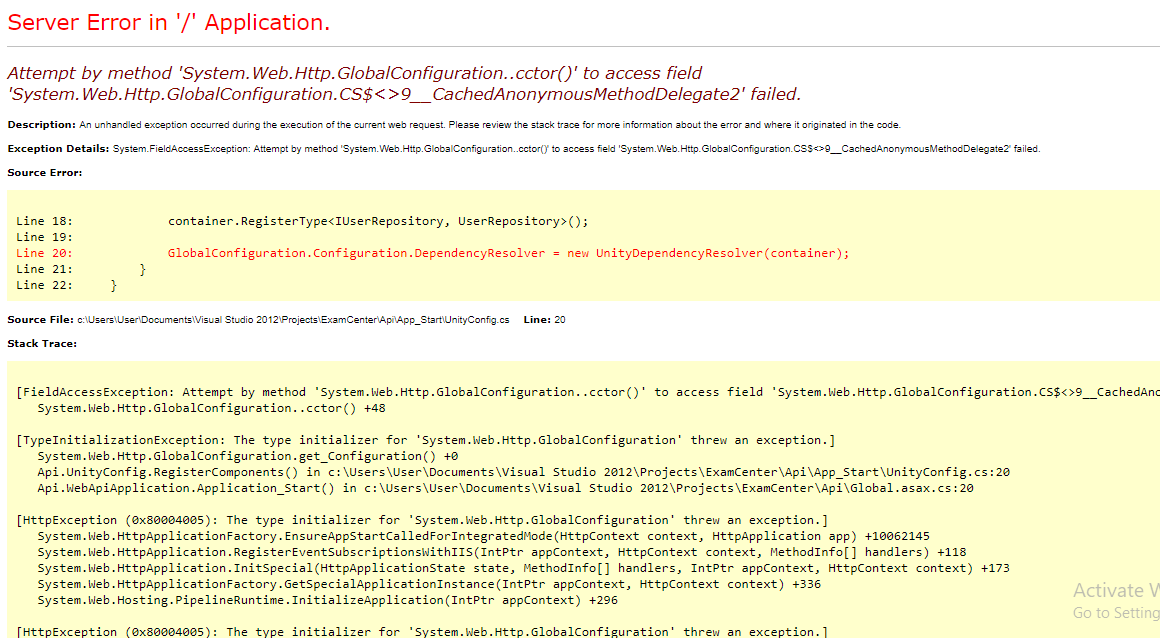 Server Error in '/' Application.
Attempt by method 'System.Web.Http.GlobalConfiguration..cctor()' to access field
'System.Web.Http.GlobalConfiguration.CS$<>9__CachedAnonymousMethodDelegate2' failed.
Description: An unhandled exception occurred during the execution of the current web request. Please review the stack trace for more information about the error and where it originated in the code.
Exception Details: System.FieldAccessException: Attempt by method 'System.Web.Http.GlobalConfiguration..cctor()' to access field 'System.Web.Http.GlobalConfiguration.CS$<>9__CachedAnonymousMethodDelegate2' failed.
Source Error:
Line 18:             container.RegisterType<IUserRepository, UserRepository>();
Line 19:
Line 20:             GlobalConfiguration.Configuration.DependencyResolver = new UnityDependencyResolver(container);
Line 21:         }
Line 22:     }
Source File: c:\Users\User\Documents\Visual Studio 2012\Projects\ExamCenter\Api\App_Start\UnityConfig.cs    Line: 20
Stack Trace:
[FieldAccessException: Attempt by method 'System.Web.Http.GlobalConfiguration..cctor()' to access field 'System.Web.Http.GlobalConfiguration.CS$<>9__CachedAno
System.Web.Http.GlobalConfiguration..cctor() +48
[TypeInitializationException: The type initializer for 'System.Web.Http.GlobalConfiguration' threw an exception.]
System.Web.Http.GlobalConfiguration.get_Configuration() +0
Api.UnityConfig.RegisterComponents() in c:\Users\User\Documents\Visual Studio 2012\Projects\ExamCenter\Api\App_Start\UnityConfig.cs:20
Api.WebApiApplication.Application_Start() in c:\Users\User\Documents\Visual Studio 2012\Projects\ExamCenter\Api\Global.asax.cs:20
[HttpException (0x80004005): The type initializer for 'System.Web.Http.GlobalConfiguration' threw an exception.]
System.Web.HttpApplicationFactory.EnsureAppStartCalledForIntegratedMode(HttpContext context, HttpApplication app) +10062145
System.Web.HttpApplication.RegisterEventSubscriptionsWithIIS(IntPtr appContext, HttpContext context, MethodInfo[] handlers) +118
System.Web.HttpApplication.InitSpecial(HttpApplicationState state, MethodInfo[] handlers, IntPtr appContext, HttpContext context) +173
System.Web.HttpApplicationFactory.GetSpecialApplicationInstance(IntPtr appContext, HttpContext context) +336
System.Web.Hosting.PipelineRuntime.InitializeApplication(IntPtr appContext) +296
[HttpException (0x80004005): The type initializer for 'System.Web.Http.GlobalConfiguration' threw an exception.]
Activate W
Go to Setting